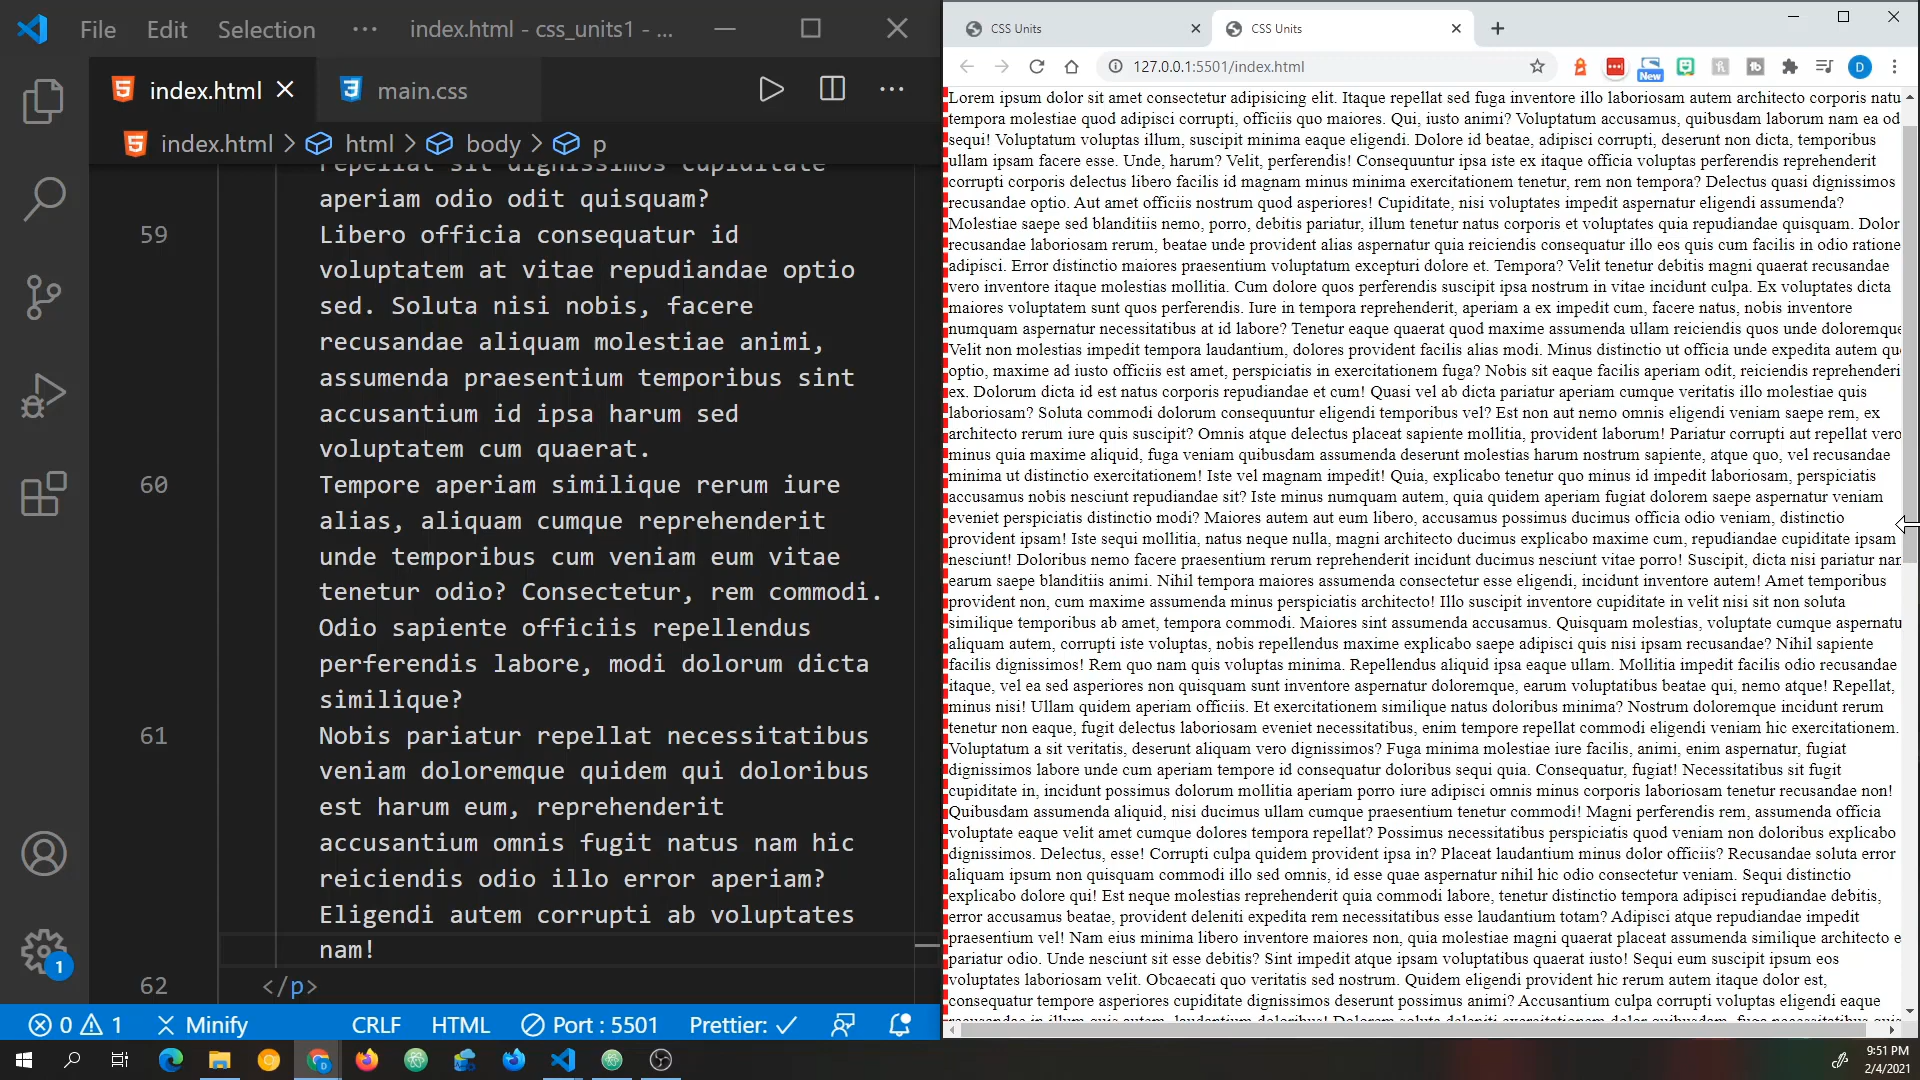 File Edit Selection ··· index.html - css_units1 - ...
index.html
main.css
index.html > html > body > p
repellat sit dignissimos cupiditate
aperiam odio odit quisquam?
59 Libero officia consequatur id
voluptatem at vitae repudiandae optio
sed. Soluta nisi nobis, facere
recusandae aliquam molestiae animi,
assumenda praesentium temporibus sint
accusantium id ipsa harum sed
voluptatem cum quaerat.
60 Tempore aperiam similique rerum iure
alias, aliquam cumque reprehenderit
unde temporibus cum veniam eum vitae
tenetur odio? Consectetur, rem commodi.
Odio sapiente officiis repellendus
perferendis labore, modi dolorum dicta
similique?
61 Nobis pariatur repellat necessitatibus
veniam doloremque quidem qui doloribus
est harum eum, reprehenderit
accusantium omnis fugit natus nam hic
reiciendis odio illo error aperiam?
Eligendi autem corrupti ab voluptates
nam!
62 </p>
1
0 1 Minify CRLF HTML Port : 5501 Prettier: ✓
CSS Units
CSS Units
127.0.0.1:5501/index.html
New
D
Lorem ipsum dolor sit amet consectetur adipisicing elit. Itaque repellat sed fuga inventore illo laboriosam autem architecto corporis natu
tempora molestiae quod adipisci corrupti, officiis quo maiores. Qui, iusto animi? Voluptatum accusamus, quibusdam laborum nam ea od
sequi! Voluptatum voluptas illum, suscipit minima eaque eligendi. Dolore id beatae, adipisci corrupti, deserunt non dicta, temporibus
ullam ipsam facere esse. Unde, harum? Velit, perferendis! Consequuntur ipsa iste ex itaque officia voluptas perferendis reprehenderit
corrupti corporis delectus libero facilis id magnam minus minima exercitationem tenetur, rem non tempora? Delectus quasi dignissimos
recusandae optio. Aut amet officiis nostrum quod asperiores! Cupiditate, nisi voluptates impedit aspernatur eligendi assumenda?
Molestiae saepe sed blanditiis nemo, porro, debitis pariatur, illum tenetur natus corporis et voluptates quia repudiandae quisquam. Dolor
recusandae laboriosam rerum, beatae unde provident alias aspernatur quia reiciendis consequatur illo eos quis cum facilis in odio ratione
adipisci. Error distinctio maiores praesentium voluptatum excepturi dolore et. Tempora? Velit tenetur debitis magni quaerat recusandae
vero inventore itaque molestias mollitia. Cum dolore quos perferendis suscipit ipsa nostrum in vitae incidunt culpa. Ex voluptates dicta
maiores voluptatem sunt quos perferendis. Iure in tempora reprehenderit, aperiam a ex impedit cum, facere natus, nobis inventore
numquam aspernatur necessitatibus at id labore? Tenetur eaque quaerat quod maxime assumenda ullam reiciendis quos unde doloremque
Velit non molestias impedit tempora laudantium, dolores provident facilis alias modi. Minus distinctio ut officia unde expedita autem qu
optio, maxime ad iusto officiis est amet, perspiciatis in exercitationem fuga? Nobis sit eaque facilis aperiam odit, reiciendis reprehenderi
ex. Dolorum dicta id est natus corporis repudiandae et cum! Quasi vel ab dicta pariatur aperiam cumque veritatis illo molestiae quis
laboriosam? Soluta commodi dolorum consequuntur eligendi temporibus vel? Est non aut nemo omnis eligendi veniam saepe rem, ex
architecto rerum iure quis suscipit? Omnis atque delectus placeat sapiente mollitia, provident laborum! Pariatur corrupti aut repellat vero
minus quia maxime aliquid, fuga veniam quibusdam assumenda deserunt molestias harum nostrum sapiente, atque quo, vel recusandae
minima ut distinctio exercitationem! Iste vel magnam impedit! Quia, explicabo tenetur quo minus id impedit laboriosam, perspiciatis
accusamus nobis nesciunt repudiandae sit? Iste minus numquam autem, quia quidem aperiam fugiat dolorem saepe aspernatur veniam
eveniet perspiciatis distinctio modi? Maiores autem aut eum libero, accusamus possimus ducimus officia odio veniam, distinctio
provident ipsam! Iste sequi mollitia, natus neque nulla, magni architecto ducimus explicabo maxime cum, repudiandae cupiditate ipsam
nesciunt! Doloribus nemo facere praesentium rerum reprehenderit incidunt ducimus nesciunt vitae porro! Suscipit, dicta nisi pariatur nam
earum saepe blanditiis animi. Nihil tempora maiores assumenda consectetur esse eligendi, incidunt inventore autem! Amet temporibus
provident non, cum maxime assumenda minus perspiciatis architecto! Illo suscipit inventore cupiditate in velit nisi sit non soluta
similique temporibus ab amet, tempora commodi. Maiores sint assumenda accusamus. Quisquam molestias, voluptate cumque aspernatu
aliquam autem, corrupti iste voluptas, nobis repellendus maxime explicabo saepe adipisci quis nisi ipsam recusandae? Nihil sapiente
facilis dignissimos! Rem quo nam quis voluptas minima. Repellendus aliquid ipsa eaque ullam. Mollitia impedit facilis odio recusandae
itaque, vel ea sed asperiores non quisquam sunt inventore aspernatur doloremque, earum voluptatibus beatae qui, nemo atque! Repellat,
minus nisi! Ullam quidem aperiam officiis. Et exercitationem similique natus doloribus minima? Nostrum doloremque incidunt rerum
tenetur non eaque, fugit delectus laboriosam eveniet necessitatibus, enim tempore repellat commodi eligendi veniam hic exercitationem.
Voluptatum a sit veritatis, deserunt aliquam vero dignissimos? Fuga minima molestiae iure facilis, animi, enim aspernatur, fugiat
dignissimos labore unde cum aperiam tempore id consequatur doloribus sequi quia. Consequatur, fugiat! Necessitatibus sit fugit
cupiditate in, incidunt possimus dolorum mollitia aperiam porro iure adipisci omnis minus corporis laboriosam tenetur recusandae non!
Quibusdam assumenda aliquid, nisi ducimus ullam cumque praesentium tenetur commodi! Magni perferendis rem, assumenda officia
voluptate eaque velit amet cumque dolores tempora repellat? Possimus necessitatibus perspiciatis quod veniam non doloribus explicabo
dignissimos. Delectus, esse! Corrupti culpa quidem provident ipsa in? Placeat laudantium minus dolor officiis? Recusandae soluta error
aliquam ipsum non quisquam commodi illo sed omnis, id esse quae aspernatur nihil hic odio consectetur veniam. Sequi distinctio
explicabo dolore qui! Est neque molestias reprehenderit quia commodi labore, tenetur distinctio tempora adipisci repudiandae debitis,
error accusamus beatae, provident deleniti expedita rem necessitatibus esse laudantium totam? Adipisci atque repudiandae impedit
praesentium vel! Nam eius minima libero inventore maiores non, quia molestiae magni quaerat placeat assumenda similique architecto e
pariatur odio. Unde nesciunt sit esse debitis? Sint impedit atque ipsam voluptatibus quaerat iusto! Sequi eum suscipit ipsum eos
voluptates laboriosam velit. Obcaecati quo veritatis sed nostrum. Quidem eligendi provident hic rerum autem itaque dolor est,
consequatur tempore asperiores cupiditate dignissimos deserunt possimus animi? Accusantium culpa corrupti voluptas eligendi eaque
9:51 PM
2/4/2021